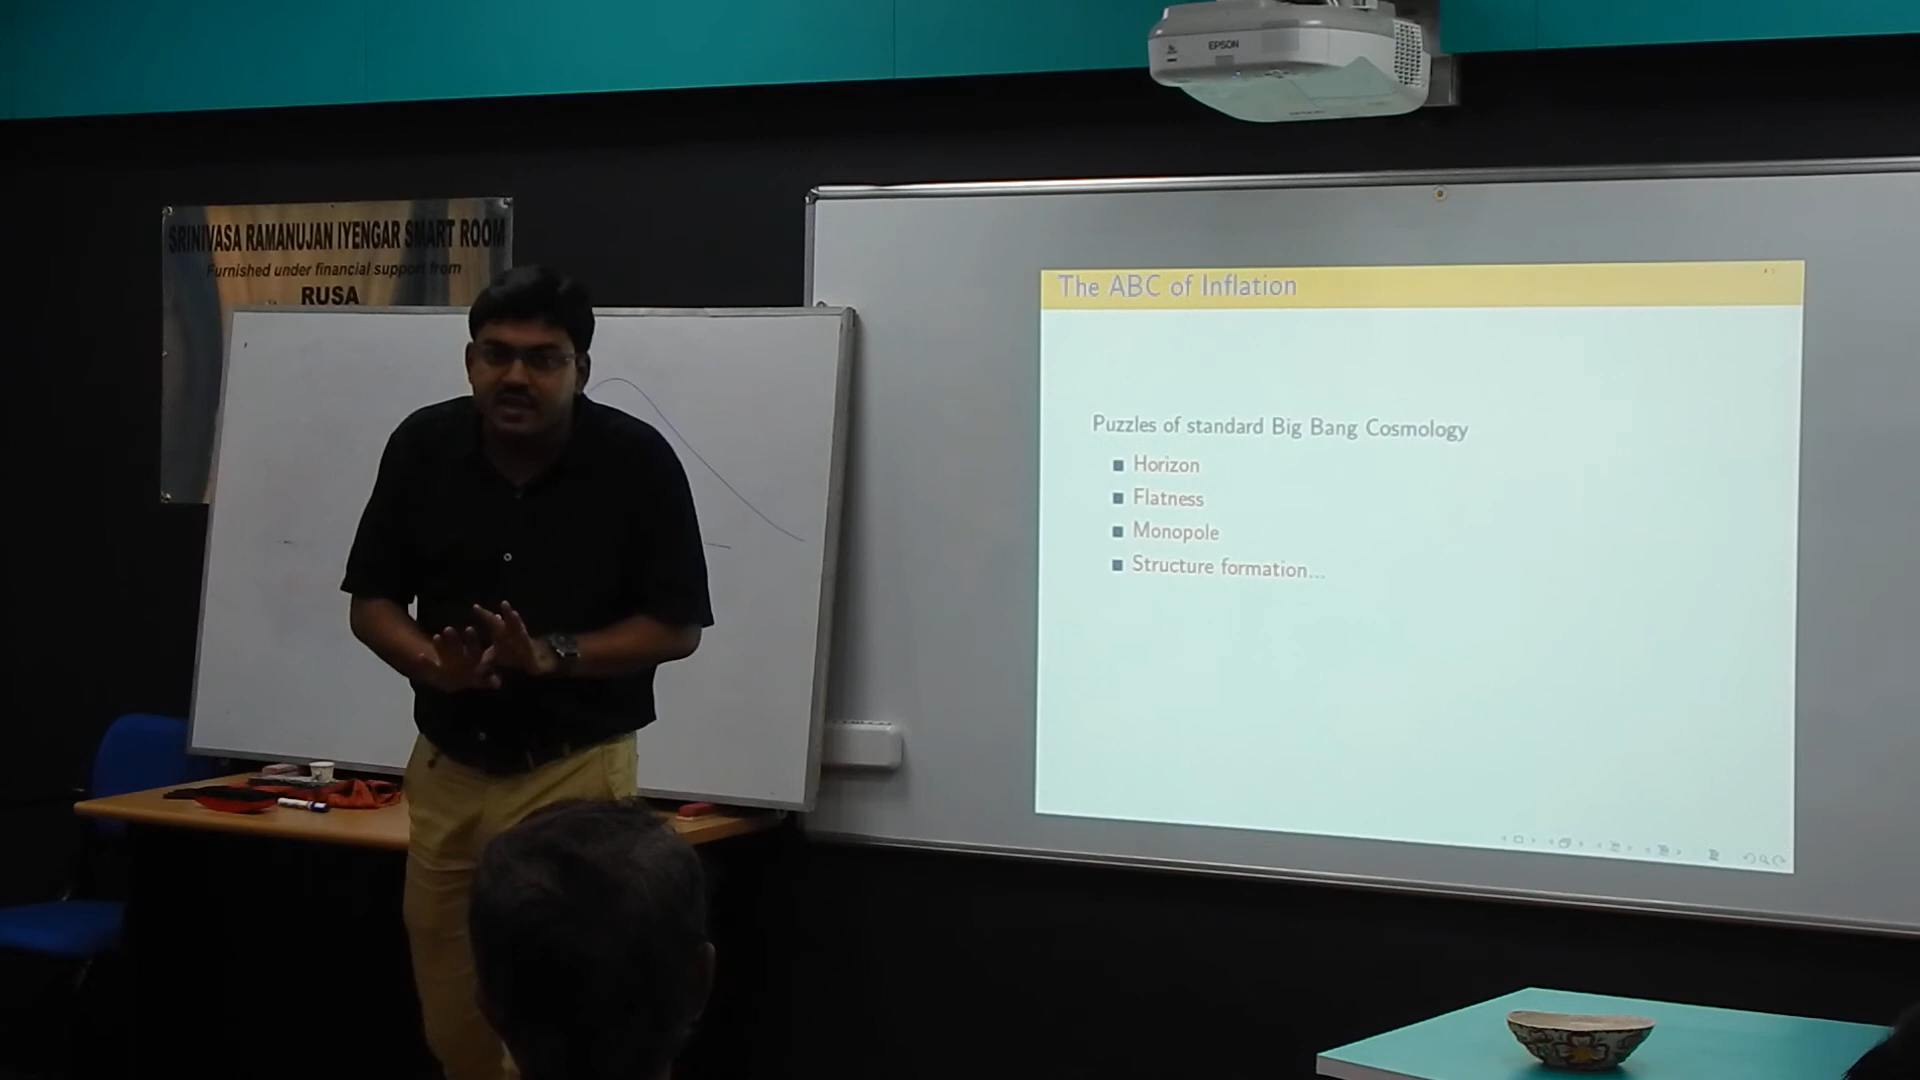 EPSON
SRINIVASA RAMANUJAN IYENGAR SMART ROOM
Furnished under financial support from
RUSA
The ABC of Inflation
Puzzles of standard Big Bang Cosmology
Horizon
Flatness
Monopole
Structure formation...